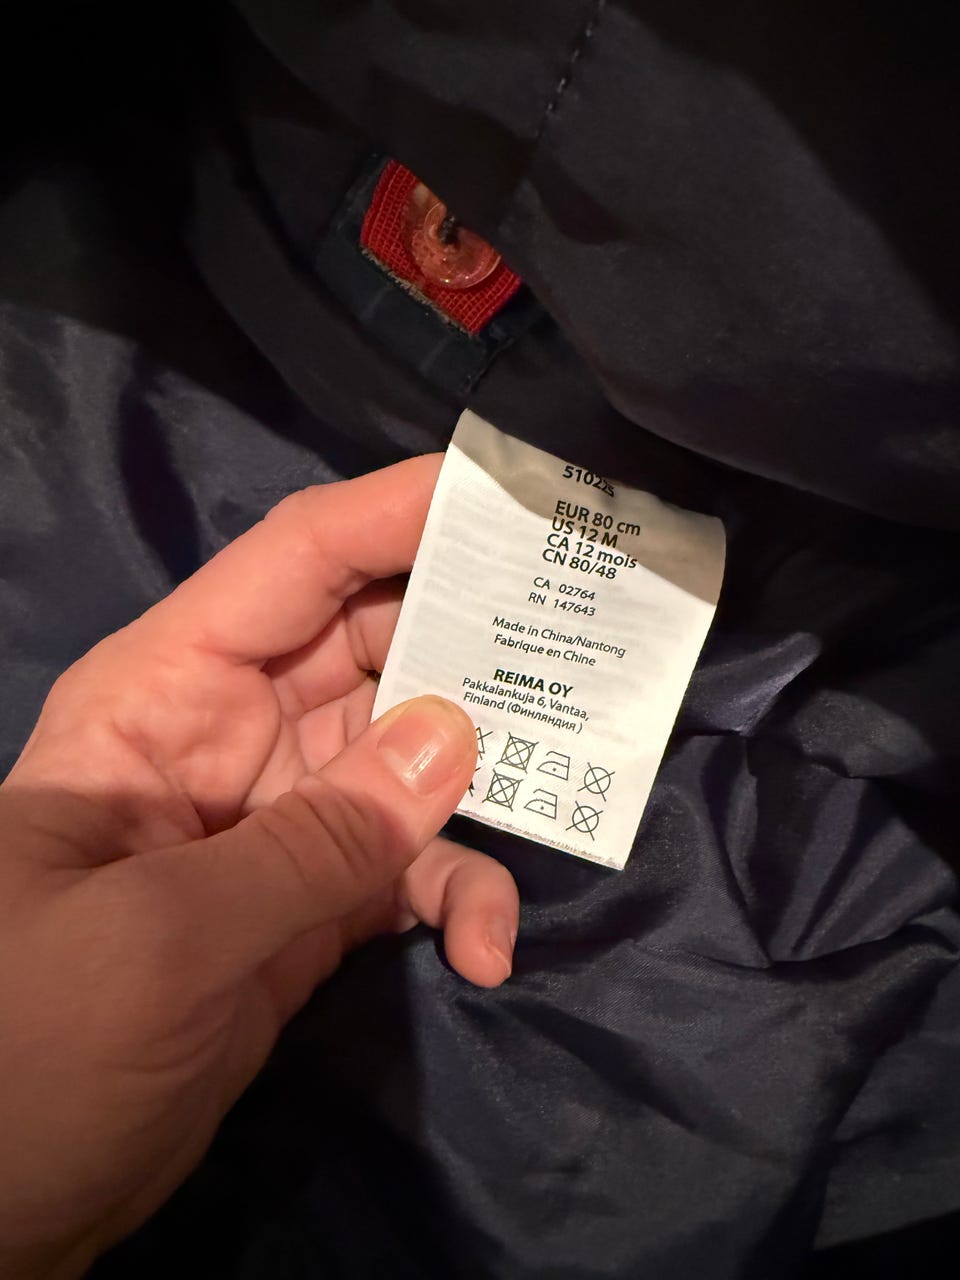 510225
EUR 80 cm
US 12 M
CA 12 mois
CN 80/48
CA 02764
RN 147643
Made in China/Nantong
Fabrique en Chine
REIMA OY
Pakkalankuja 6, Vantaa,
Finland (Финляндия )